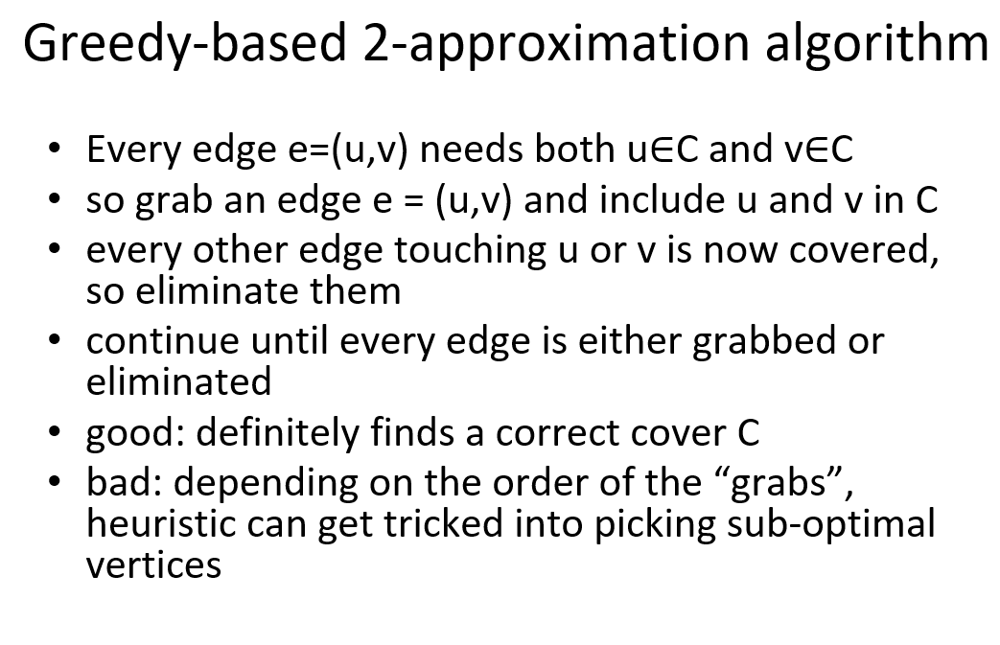 Greedy-based 2-approximation algorithm
• Every edge e=(u,v) needs both u∈C and v∈C
• so grab an edge e = (u,v) and include u and v in C
• every other edge touching u or v is now covered,
so eliminate them
• continue until every edge is either grabbed or
eliminated
• good: definitely finds a correct cover C
• bad: depending on the order of the “grabs”,
heuristic can get tricked into picking sub-optimal
vertices